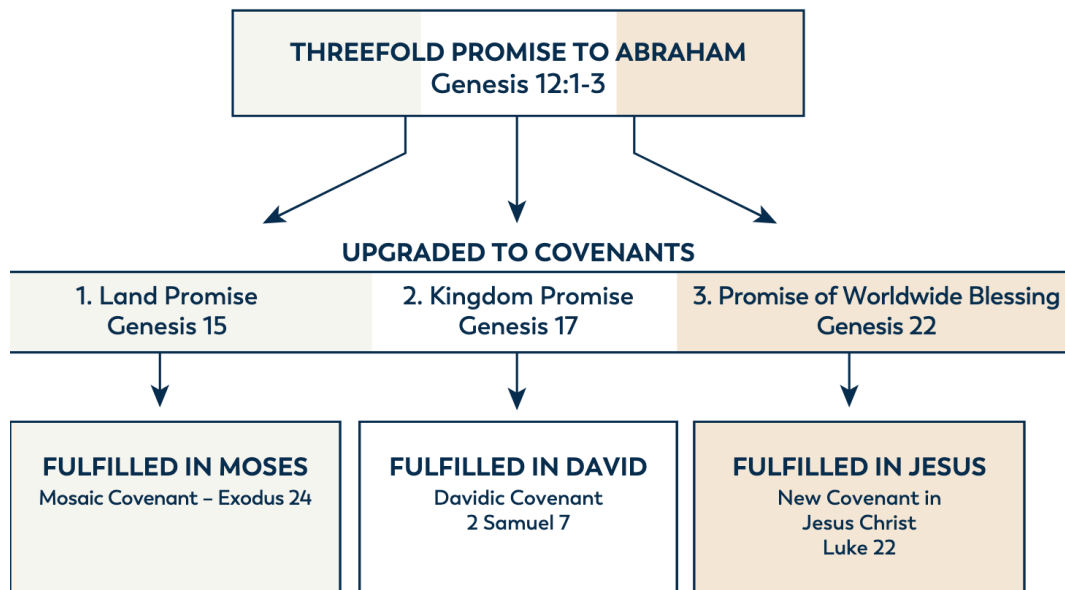 THREEFOLD PROMISE TO ABRAHAM
Genesis 12:1-3
UPGRADED TO COVENANTS
1. Land Promise
Genesis 15
2. Kingdom Promise
Genesis 17
3. Promise of Worldwide Blessing
Genesis 22
FULFILLED IN MOSES
Mosaic Covenant – Exodus 24
FULFILLED IN DAVID
Davidic Covenant
2 Samuel 7
FULFILLED IN JESUS
New Covenant in
Jesus Christ
Luke 22